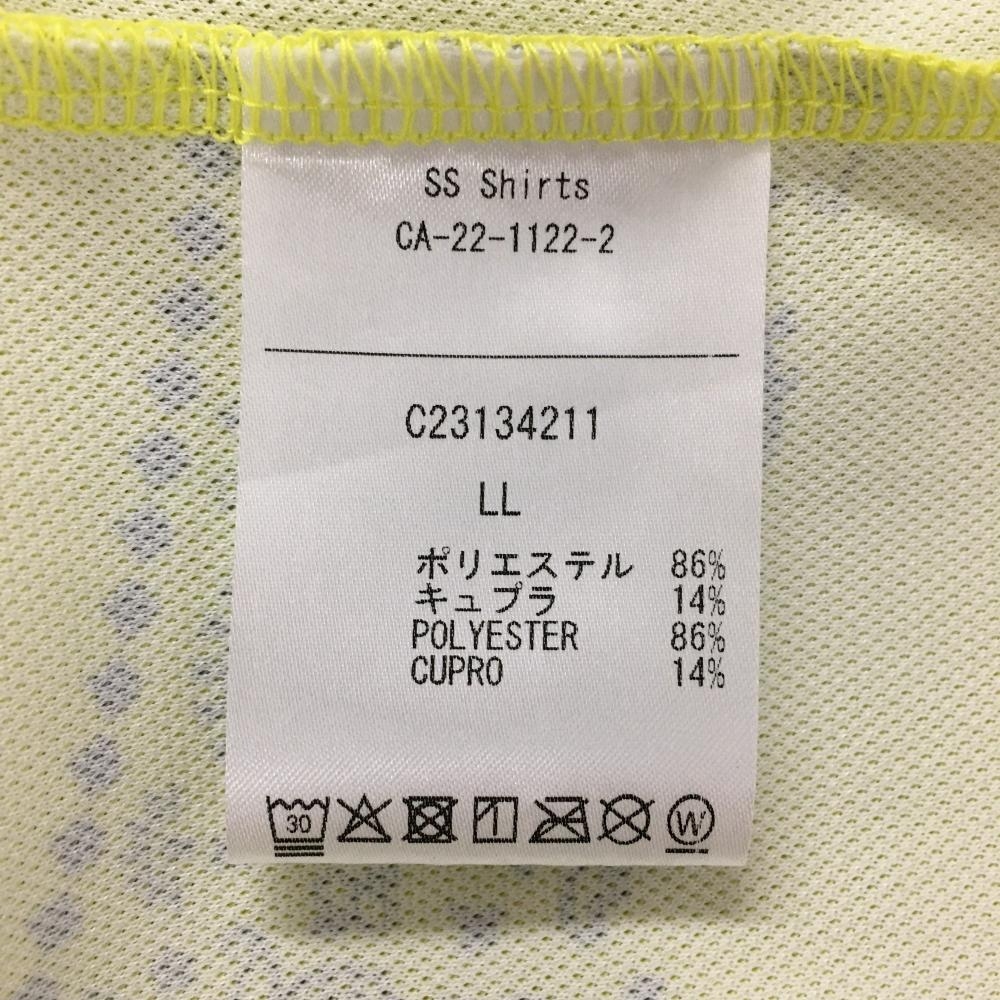 SS Shirts
CA-22-1122-2
C23134211
LL
ポリエステル 86%
キュプラ 14%
POLYESTER 86%
CUPRO 14%
30 W